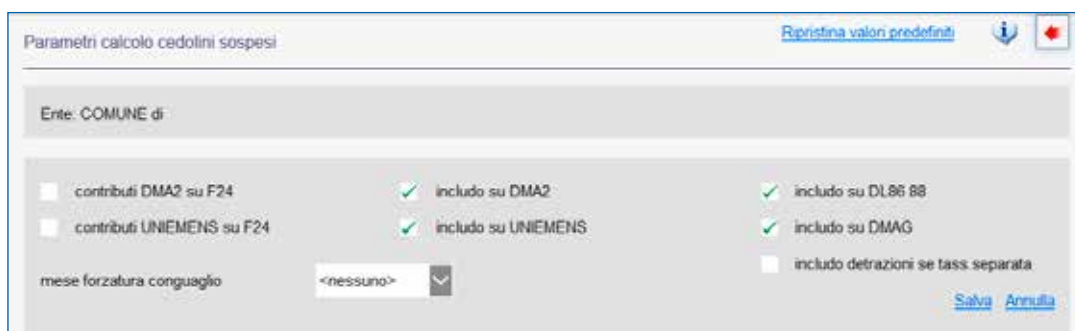 Parametri calcolo cedolini sospesi
Ripristina valori predefiniti
Ente: COMUNE di
contributi DMA2 su F24
includo su DMA2
includo su DL86 88
contributi UNIEMENS su F24
includo su UNIEMENS
includo su DMAG
includo detrazioni se tass separata
mese forzatura conguaglio
<nessuno>
Salva Annulla